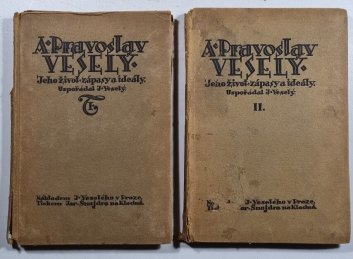 A·Pravoslav
VESELY·
Jeho život·zápasy a ideály.
Uspořádal J·Veselý.
Nákladem J·Veselého v Praze.
Tiskem Jar·Šnajdra na Kladně.
A·Pravoslav
VESELY·
Jeho život·zápasy a ideály.
Uspořádal J·Veselý.
II.
J·Veselého v Praze.
Jar·Šnajdra na Kladně.